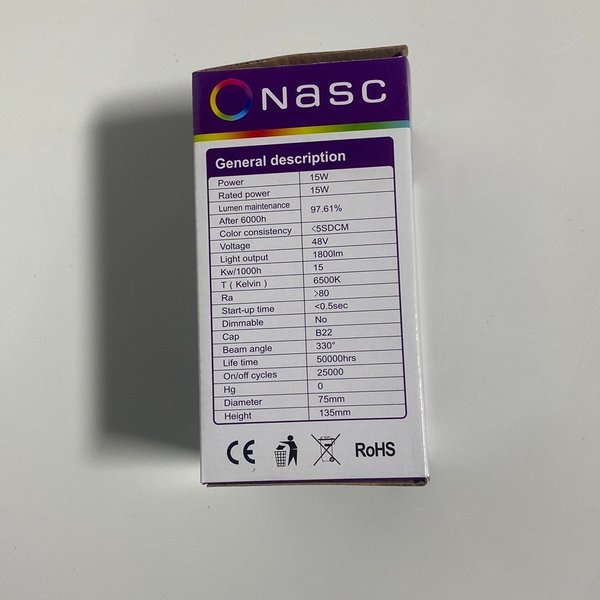 NASC
General description
Power 15W
Rated power 15W
Lumen maintenance
After 6000h 97.61%
Color consistency <5SDCM
Voltage 48V
Light output 1800lm
Kw/1000h 15
T ( Kelvin ) 6500K
Ra >80
Start-up time <0.5sec
Dimmable No
Cap B22
Beam angle 330°
Life time 50000hrs
On/off cycles 25000
Hg 0
Diameter 75mm
Height 135mm
CE RoHS